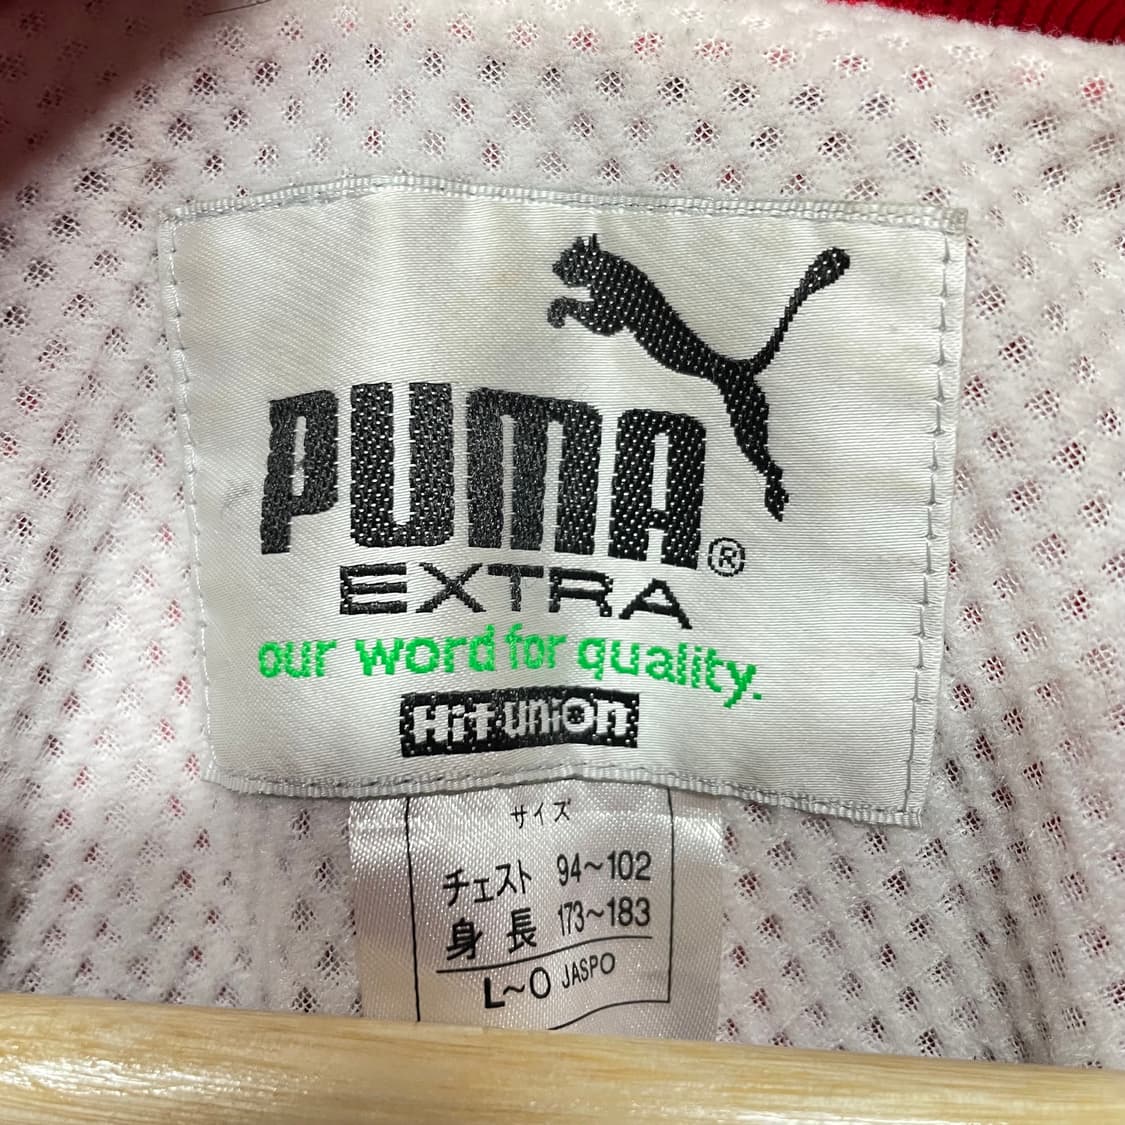 PUMA®
EXTRA
our word for quality.
Hit union
サイズ
チェスト 94~102
身長 173~183
L~O JASPO